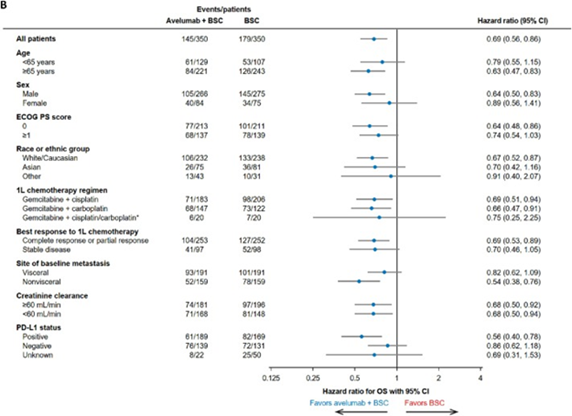 B
Events/patients
Avelumab + BSC BSC Hazard ratio (95% CI)
All patients 145/350 179/350 0.69 (0.56, 0.86)
Age
<65 years 61/129 53/107 0.79 (0.55, 1.15)
≥65 years 84/221 126/243 0.63 (0.47, 0.83)
Sex
Male 105/266 145/275 0.64 (0.50, 0.83)
Female 40/84 34/75 0.89 (0.56, 1.41)
ECOG PS score
0 77/213 101/211 0.64 (0.48, 0.86)
≥1 68/137 78/139 0.74 (0.54, 1.03)
Race or ethnic group
White/Caucasian 106/232 133/238 0.67 (0.52, 0.87)
Asian 26/75 36/81 0.70 (0.42, 1.16)
Other 13/43 10/31 0.91 (0.40, 2.07)
1L chemotherapy regimen
Gemcitabine + cisplatin 71/183 98/206 0.69 (0.51, 0.94)
Gemcitabine + carboplatin 68/147 73/122 0.66 (0.47, 0.91)
Gemcitabine + cisplatin/carboplatin* 6/20 7/20 0.75 (0.25, 2.25)
Best response to 1L chemotherapy
Complete response or partial response 104/253 127/252 0.69 (0.53, 0.89)
Stable disease 41/97 52/98 0.70 (0.46, 1.05)
Site of baseline metastasis
Visceral 93/191 101/191 0.82 (0.62, 1.09)
Nonvisceral 52/159 78/159 0.54 (0.38, 0.76)
Creatinine clearance
≥60 mL/min 74/181 97/196 0.68 (0.50, 0.92)
<60 mL/min 71/168 81/148 0.68 (0.50, 0.94)
PD-L1 status
Positive 61/189 82/169 0.56 (0.40, 0.78)
Negative 76/139 72/131 0.86 (0.62, 1.18)
Unknown 8/22 25/50 0.69 (0.31, 1.53)
0.125 0.25 0.5 1 2 4
Hazard ratio for OS with 95% CI
Favors avelumab + BSC Favors BSC